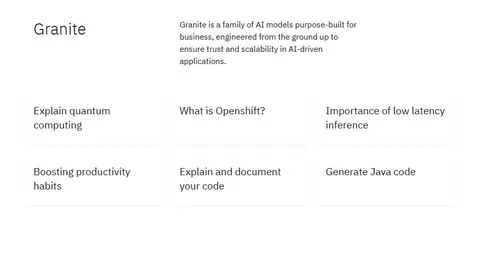 Granite
Granite is a family of AI models purpose-built for
business, engineered from the ground up to
ensure trust and scalability in AI-driven
applications.
Explain quantum
computing
What is Openshift?
Importance of low latency
inference
Boosting productivity
habits
Explain and document
your code
Generate Java code